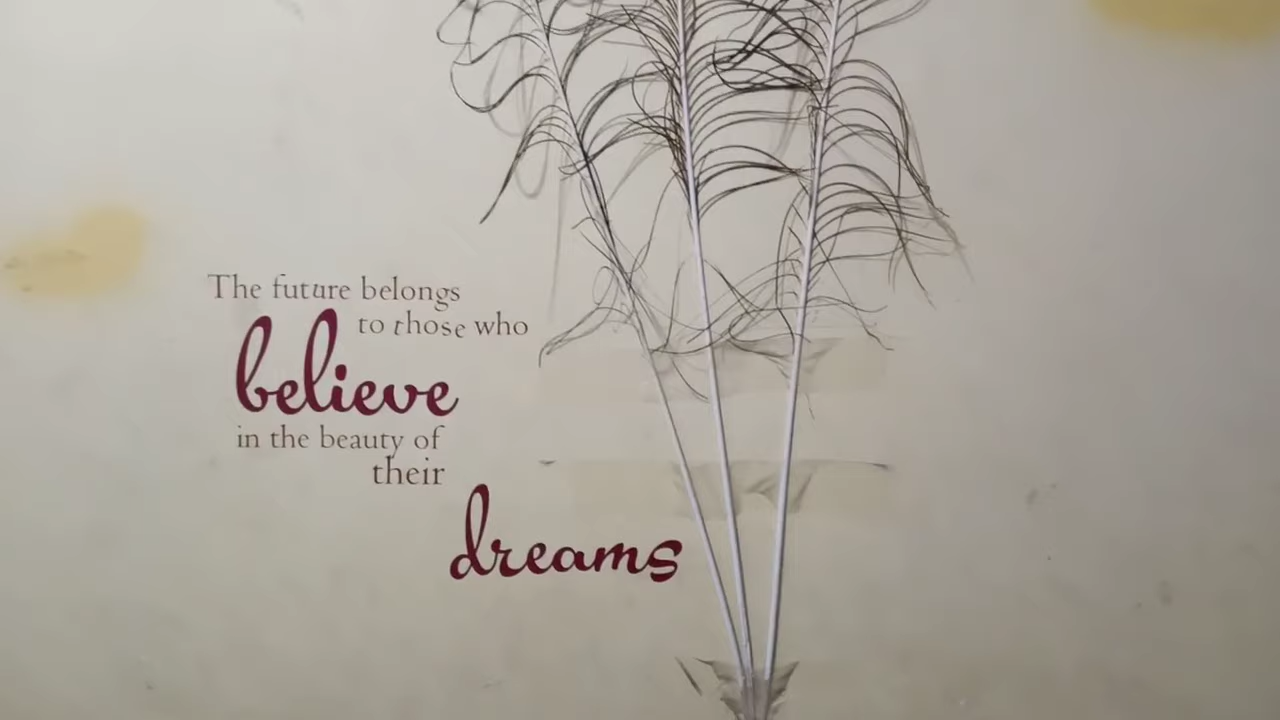 The future belongs
to those who
believe
in the beauty of
their
dreams